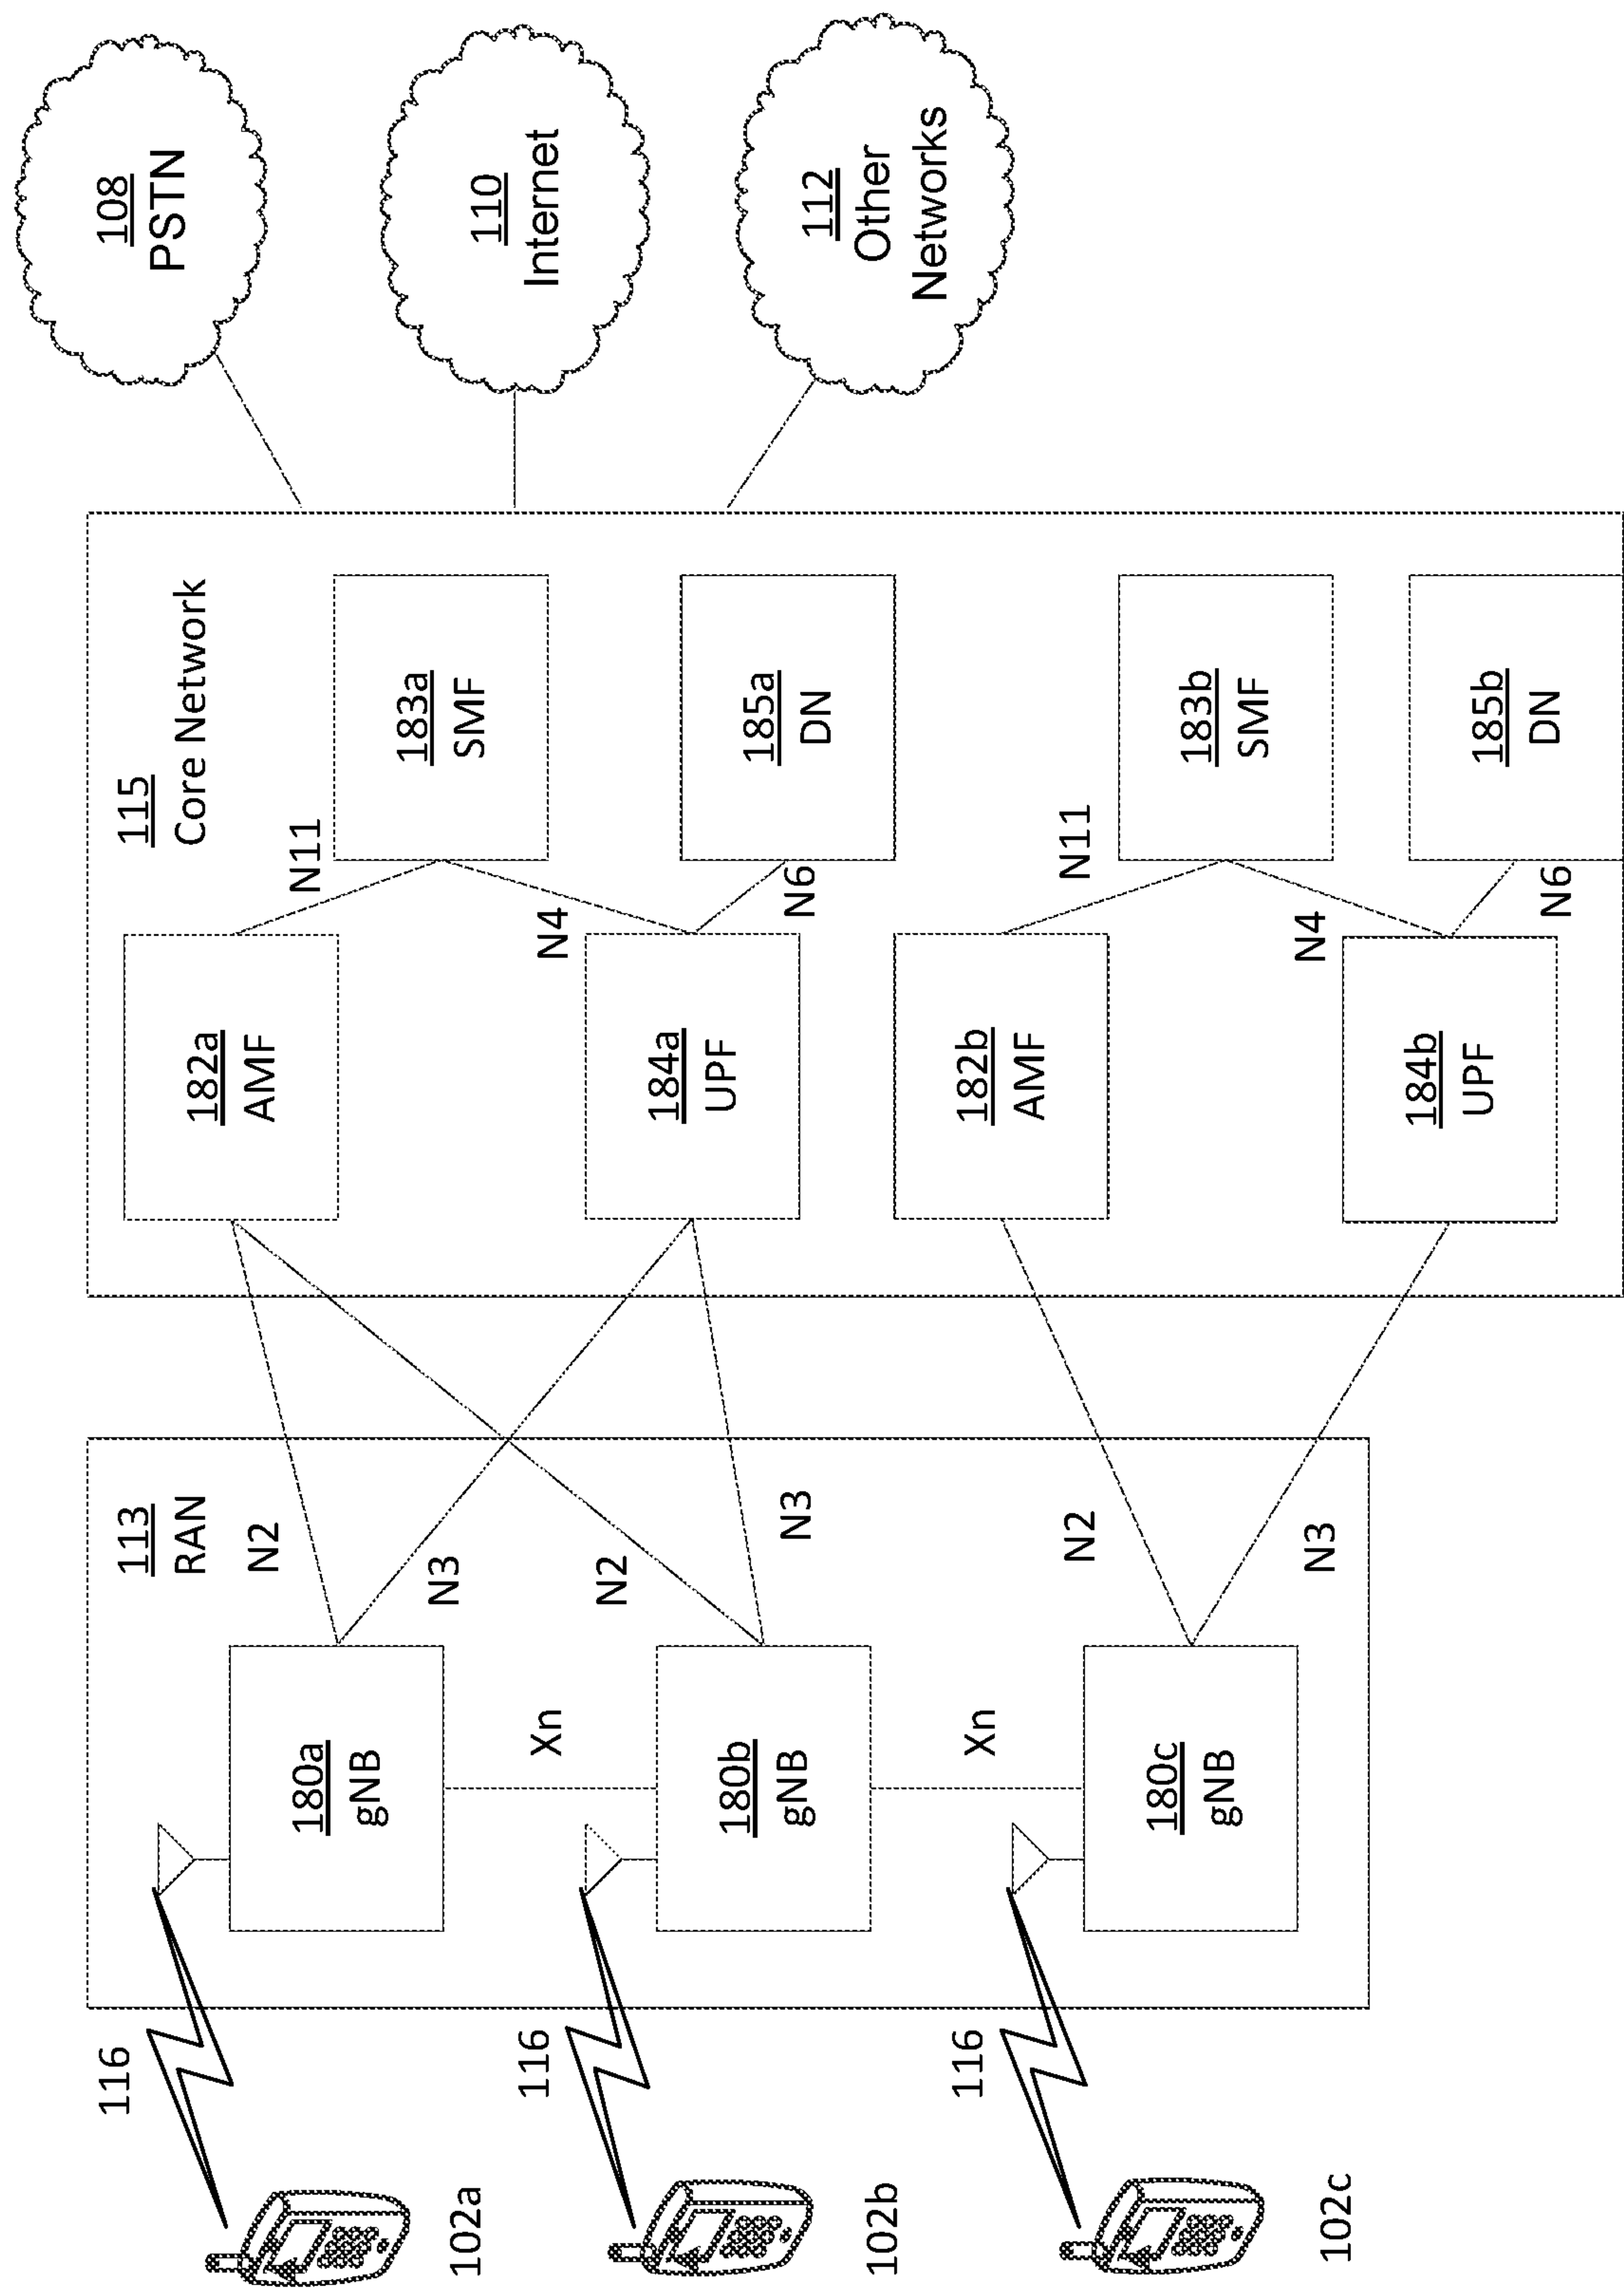 102a
102b
102c
116
116
116
113
RAN
180a
gNB
180b
gNB
180c
gNB
Xn
Xn
N2
N3
N2
N3
N2
N3
115
Core Network
182a
AMF
184a
UPF
182b
AMF
184b
UPF
N11
N4
N6
N11
N4
N6
183a
SMF
185a
DN
183b
SMF
185b
DN
108
PSTN
110
Internet
112
Other
Networks